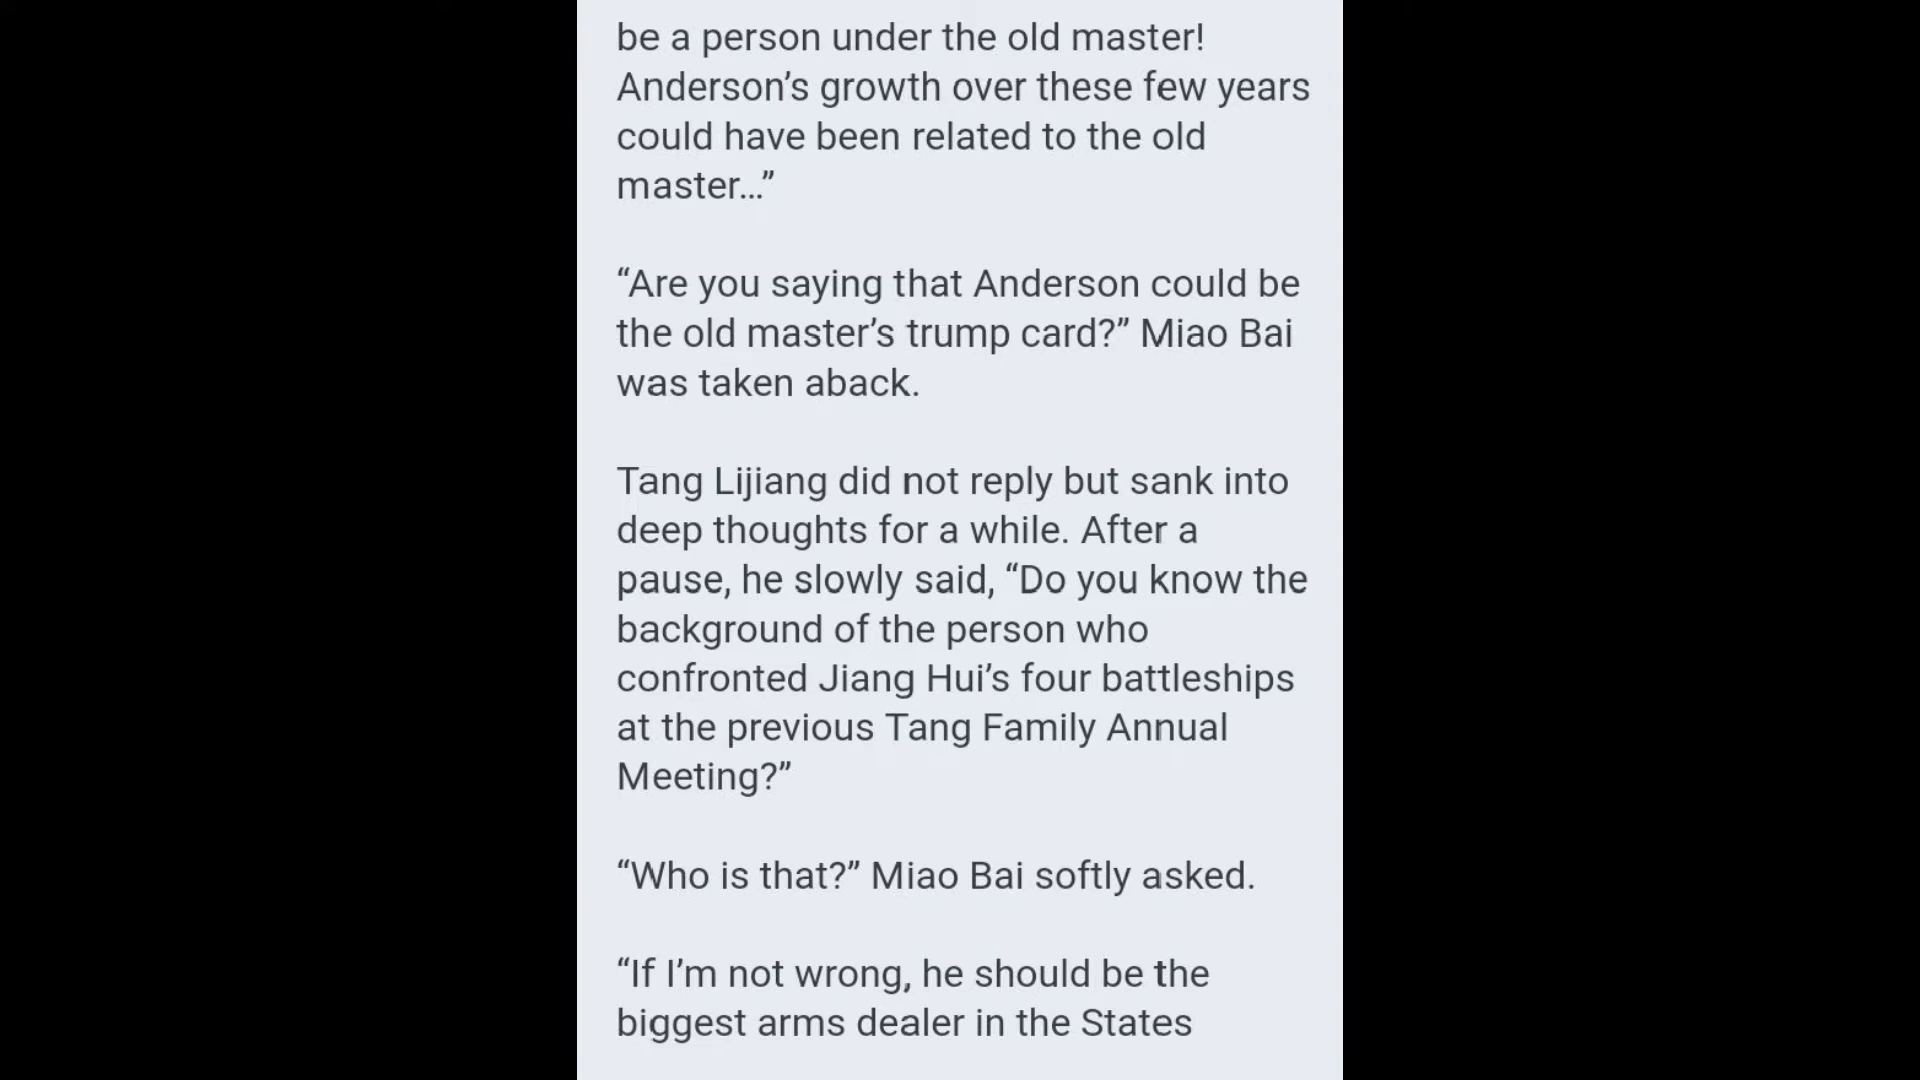 be a person under the old master!
Anderson’s growth over these few years
could have been related to the old
master…”
“Are you saying that Anderson could be
the old master’s trump card?” Miao Bai
was taken aback.
Tang Lijiang did not reply but sank into
deep thoughts for a while. After a
pause, he slowly said, “Do you know the
background of the person who
confronted Jiang Hui’s four battleships
at the previous Tang Family Annual
Meeting?”
“Who is that?” Miao Bai softly asked.
“If I’m not wrong, he should be the
biggest arms dealer in the States